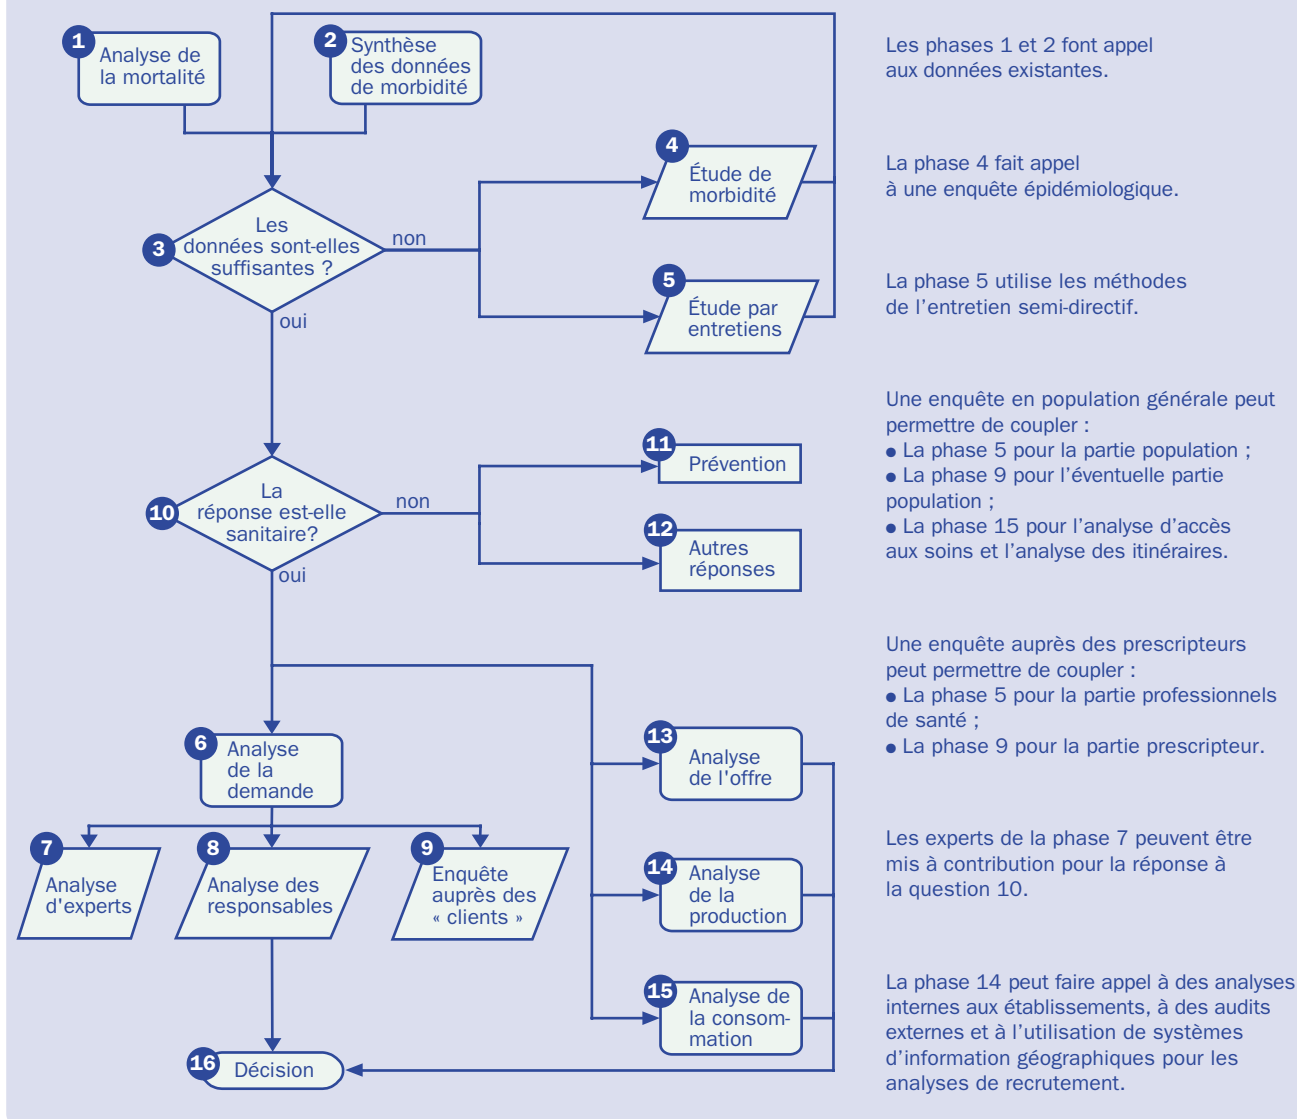 1
Analyse de
la mortalité
2
Synthèse
des données
de morbidité
3
Les
données sont-elles
suffisantes ?
non
oui
4
Étude de
morbidité
5
Étude par
entretiens
10
La
réponse est-elle
sanitaire?
non
oui
11
Prévention
12
Autres
réponses
6
Analyse
de la
demande
7
Analyse
d'experts
8
Analyse des
responsables
9
Enquête
auprès des
« clients »
13
Analyse
de l'offre
14
Analyse
de la
production
15
Analyse de
la consom-
mation
16
Décision
Les phases 1 et 2 font appel
aux données existantes.
La phase 4 fait appel
à une enquête épidémiologique.
La phase 5 utilise les méthodes
de l’entretien semi-directif.
Une enquête en population générale peut
permettre de coupler :
● La phase 5 pour la partie population ;
● La phase 9 pour l’éventuelle partie
population ;
● La phase 15 pour l’analyse d’accès
aux soins et l’analyse des itinéraires.
Une enquête auprès des prescripteurs
peut permettre de coupler :
● La phase 5 pour la partie professionnels
de santé ;
● La phase 9 pour la partie prescripteur.
Les experts de la phase 7 peuvent être
mis à contribution pour la réponse à
la question 10.
La phase 14 peut faire appel à des analyses
internes aux établissements, à des audits
externes et à l’utilisation de systèmes
d’information géographiques pour les
analyses de recrutement.